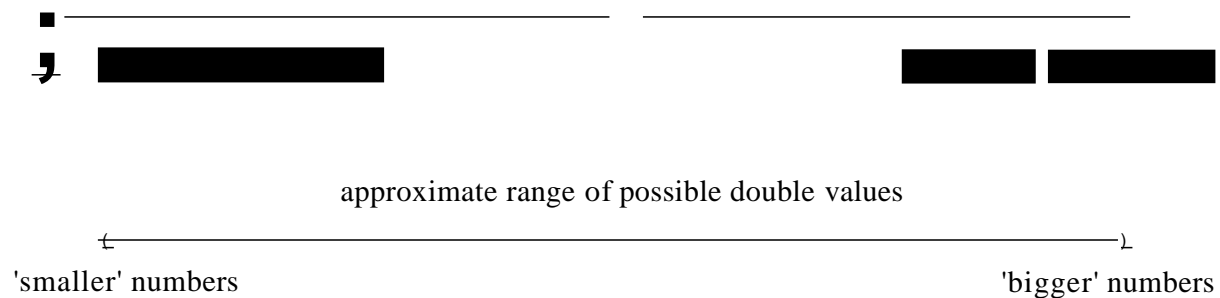 approximate range of possible double values
'smaller' numbers
'bigger' numbers